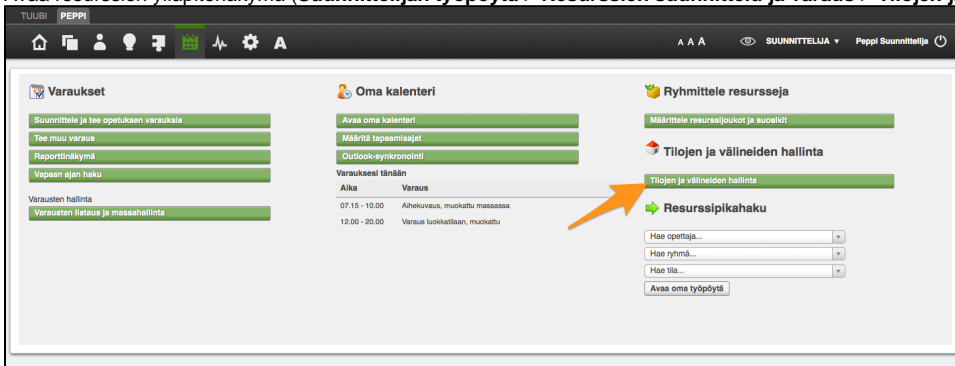 TUUBI PEPPI
A A A SUUNNITTELIJA Peppi Suunnittelija
Varaukset
Suunnittele ja tee opetuksen varauksia
Tee muu varaus
Raporttinäkymä
Vapaan ajan haku
Varausten hallinta
Varausten listaus ja massahallinta
Oma kalenteri
Avaa oma kalenteri
Määritä tapaamisajat
Outlook-synkronointi
Varauksesi tänään
Aika Varaus
07.15 - 10.00 Aihekuvaus, muokattu massassa
12.00 - 20.00 Varaus luokkatilaan, muokattu
Ryhmittele resursseja
Määrittele resurssijoukot ja suosikit
Tilojen ja välineiden hallinta
Tilojen ja välineiden hallinta
Resurssipikahaku
Hae opettaja...
Hae ryhmä...
Hae tila...
Avaa oma työpöytä